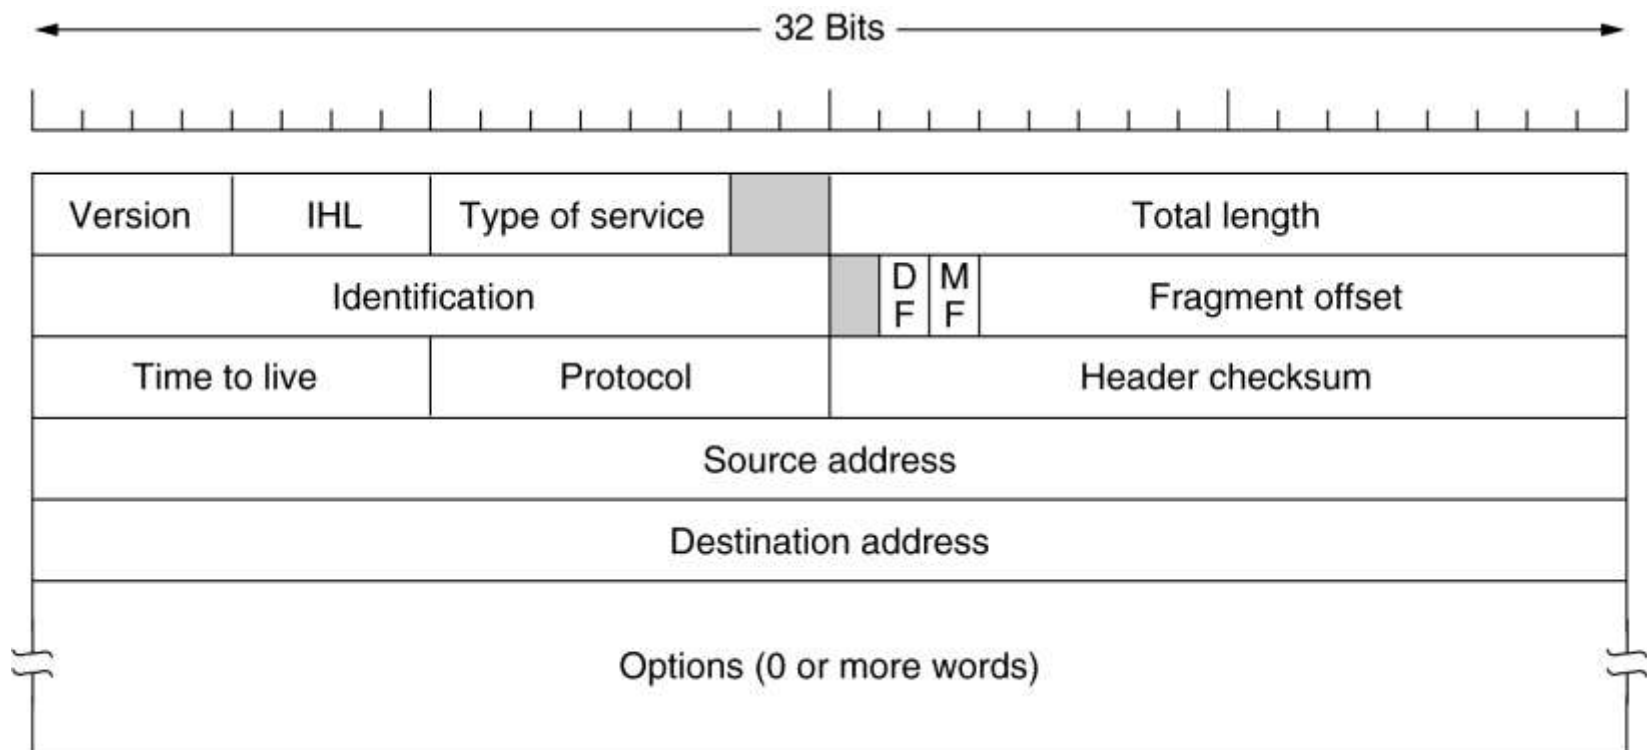 32 Bits
Version IHL Type of service Total length
Identification D F M F Fragment offset
Time to live Protocol Header checksum
Source address
Destination address
Options (0 or more words)